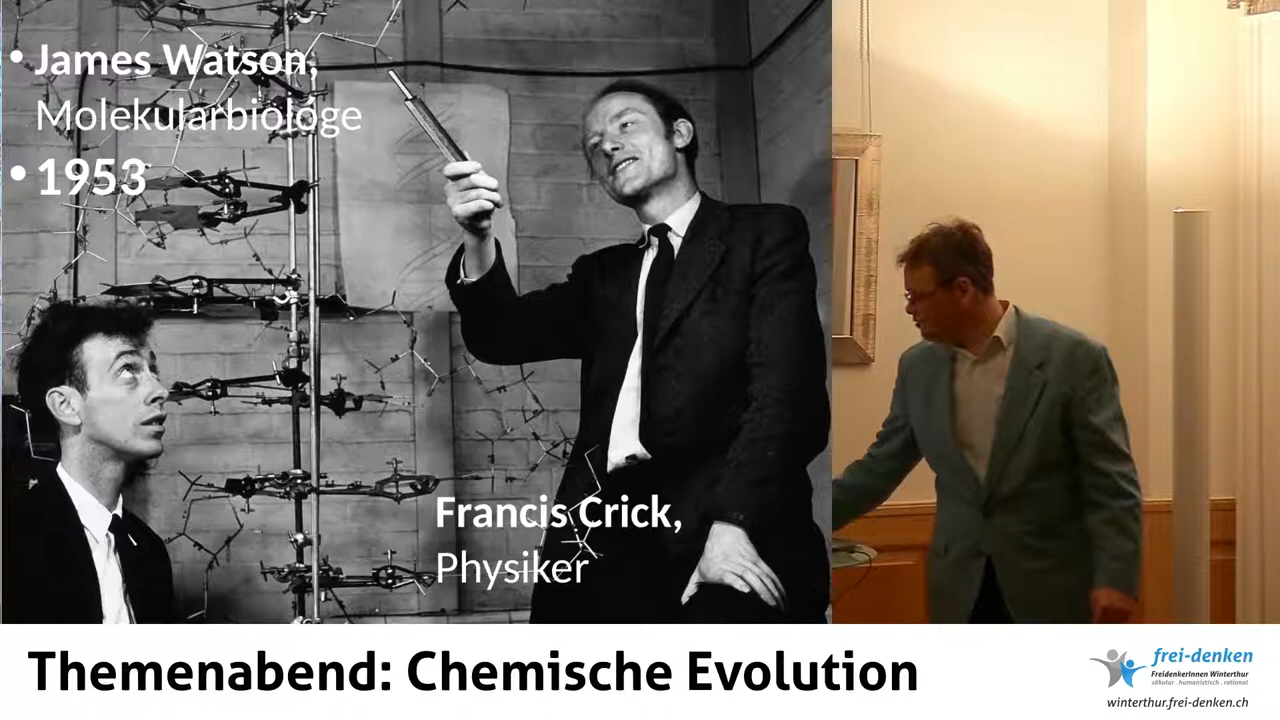 James Watson,
Molekularbiologe
1953
Francis Crick,
Physiker
Themenabend: Chemische Evolution
frei-denken
FreidenkerInnen Winterthur
säkular . humanistisch . rational
winterthur.frei-denken.ch